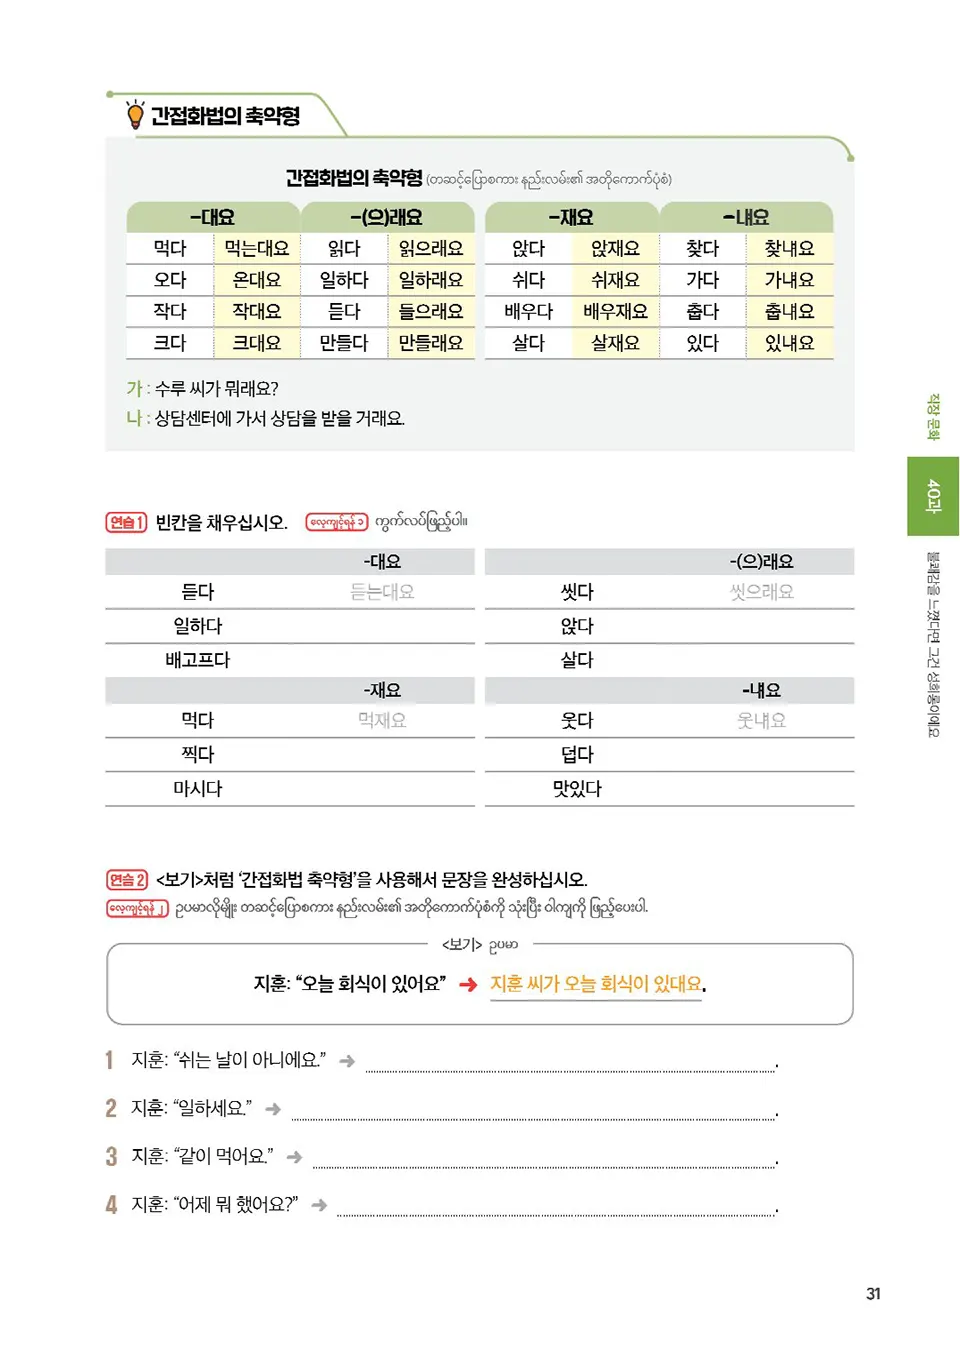 간접화법의 축약형
간접화법의 축약형 (တဆင့်ပြောစကား နည်းလမ်း၏ အတိုကောက်ပုံစံ)
-대요 -(으)래요 -재요 -냬요
먹다 먹는대요 읽다 읽으래요 앉다 앉재요 찾다 찾냬요
오다 온대요 일하다 일하래요 쉬다 쉬재요 가다 가냬요
작다 작대요 듣다 들으래요 배우다 배우재요 춥다 춥냬요
크다 크대요 만들다 만들래요 살다 살재요 있다 있냬요
가 : 수루 씨가 뭐래요?
나 : 상담센터에 가서 상담을 받을 거래요.
직장 문화
40과
불쾌감을 느꼈다면 그건 성희롱이에요
연습 1 빈칸을 채우십시오. လေ့ကျင့်ရန် ၁ ကွက်လပ်ဖြည့်ပါ။
-대요 -(으)래요
듣다 듣는대요 씻다 씻으래요
일하다 앉다
배고프다 살다
-재요 -냬요
먹다 먹재요 웃다 웃냬요
찍다 덥다
마시다 맛있다
연습 2 <보기>처럼 ‘간접화법 축약형’을 사용해서 문장을 완성하십시오.
လေ့ကျင့်ရန် ၂ ဥပမာလိုမျိုး တဆင့်ပြောစကား နည်းလမ်း၏ အတိုကောက်ပုံစံကို သုံးပြီး ဝါကျကို ဖြည့်ပေးပါ.
<보기> ဥပမာ
지훈: “오늘 회식이 있어요” ➜ 지훈 씨가 오늘 회식이 있대요.
1 지훈: “쉬는 날이 아니에요.” ➜ .
2 지훈: “일하세요.” ➜ .
3 지훈: “같이 먹어요.” ➜ .
4 지훈: “어제 뭐 했어요?” ➜ .
31